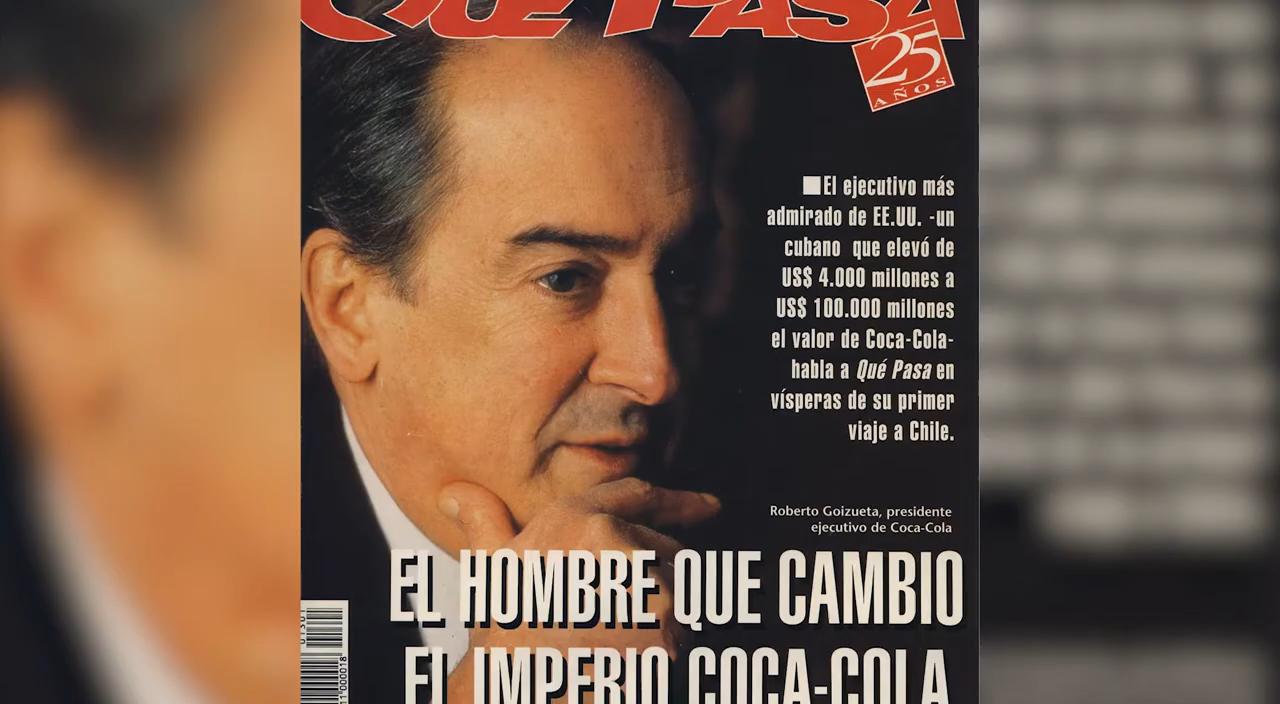 QUÉ PASA
25
AÑOS
El ejecutivo más
admirado de EE.UU. -un
cubano que elevó de
US$ 4.000 millones a
US$ 100.000 millones
el valor de Coca-Cola-
habla a Qué Pasa en
vísperas de su primer
viaje a Chile.
Roberto Goizueta, presidente
ejecutivo de Coca-Cola
EL HOMBRE QUE CAMBIO
EL IMPERIO COCA-COLA
01301
11000018